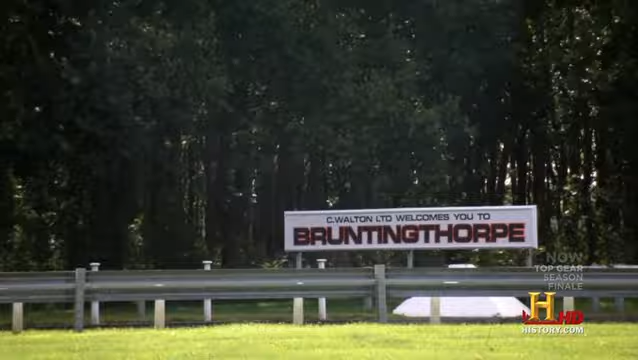 C.WALTON LTD WELCOMES YOU TO
BRUNTINGTHORPE
NOW
TOP GEAR
SEASON
FINALE
H HD
HISTORY.COM